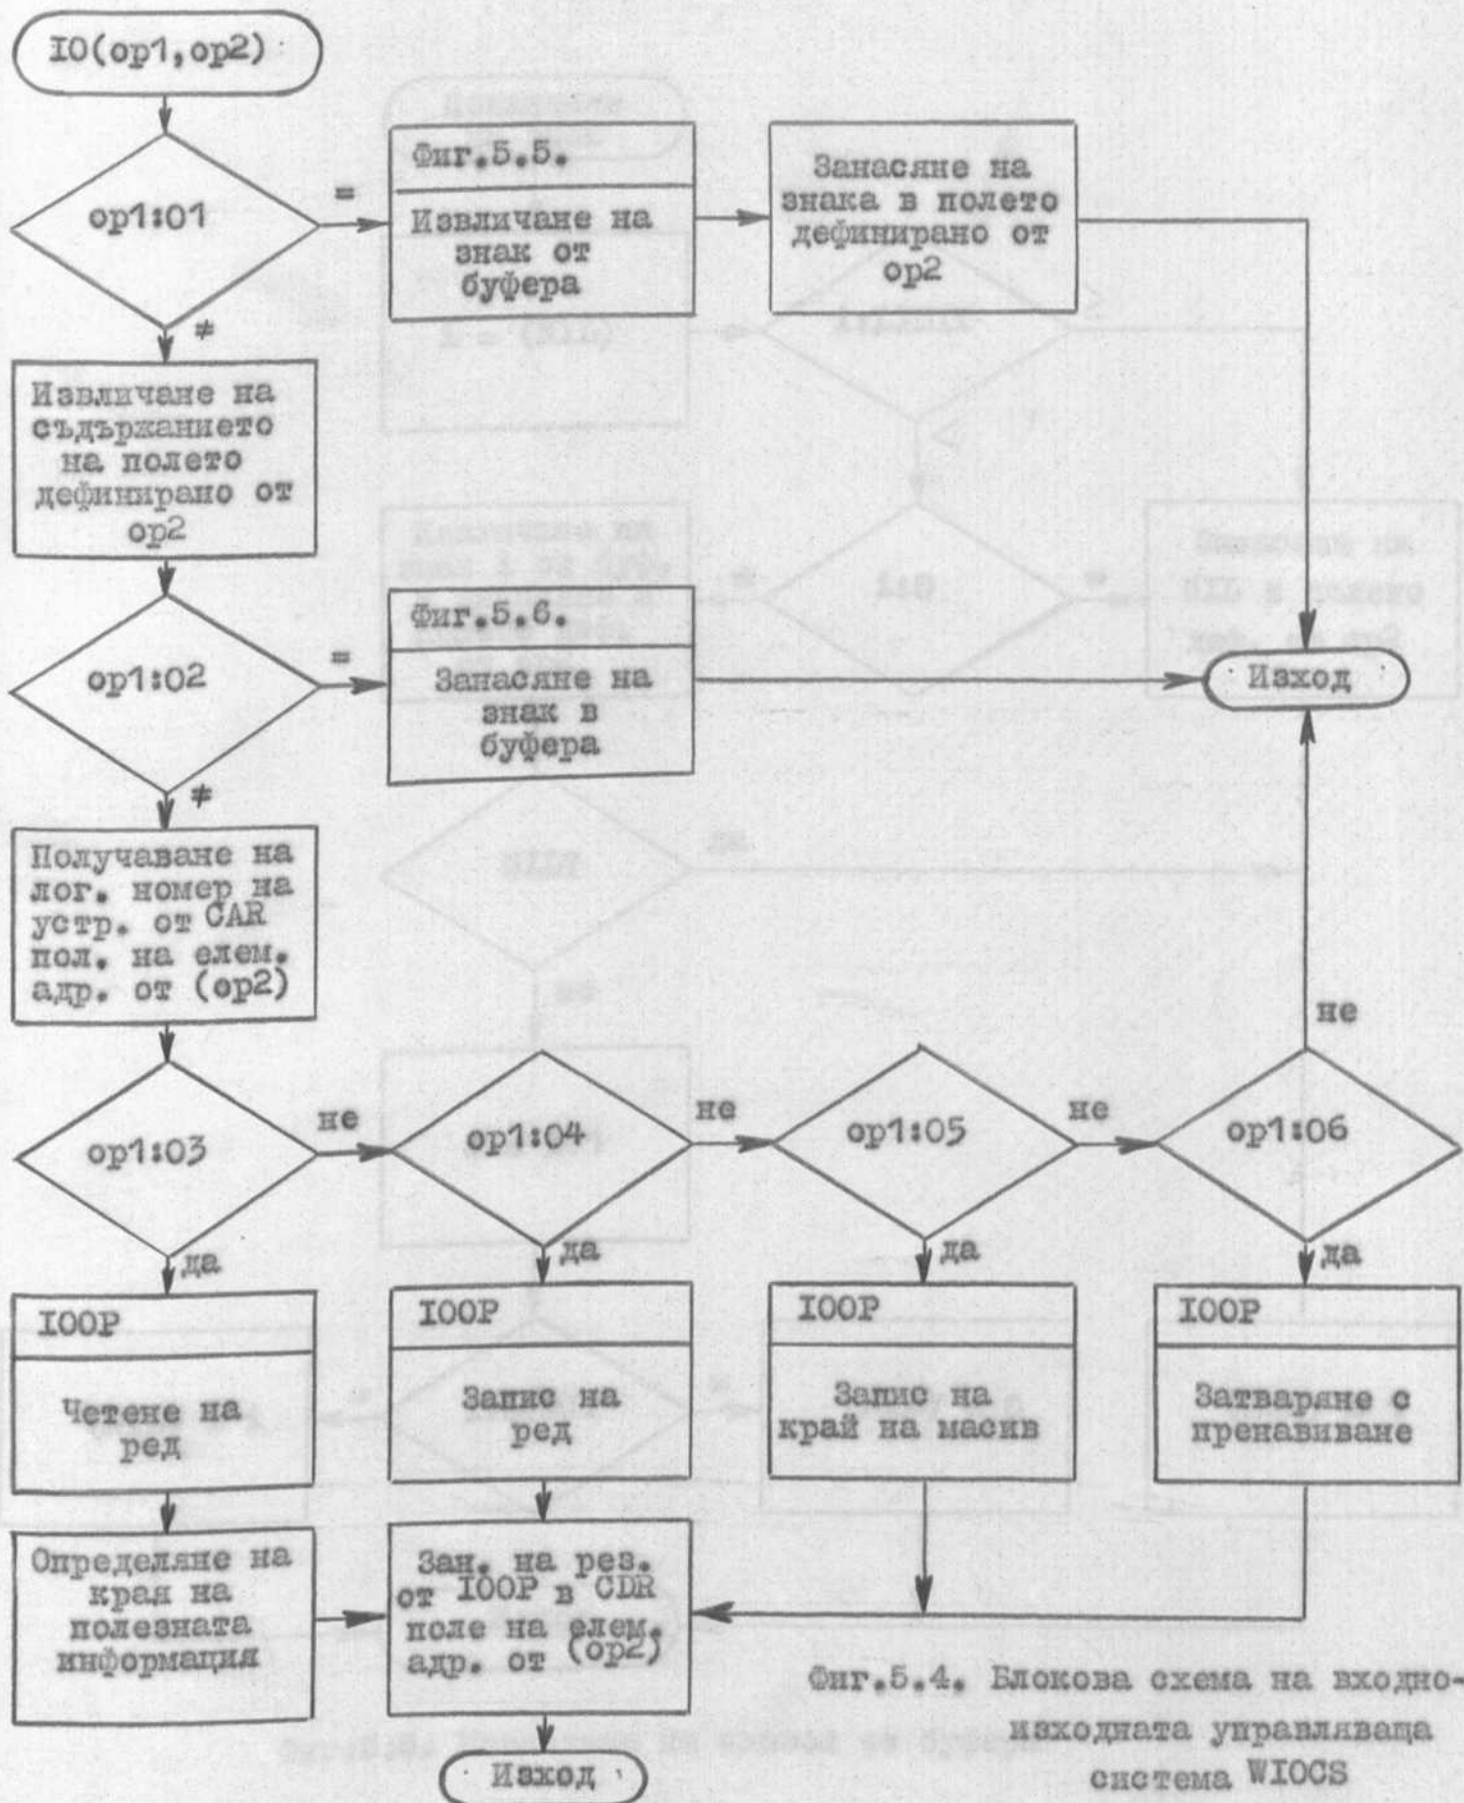 IO(op1,op2)
op1:01
=
≠
Фиг.5.5.
Извличане на
знак от
буфера
Занасяне на
знака в полето
дефинирано от
op2
Извличане на
съдържанието
на полето
дефинирано от
op2
op1:02
=
≠
Фиг.5.6.
Занасяне на
знак в
буфера
Изход
Получаване на
лог. номер на
устр. от CAR
пол. на елем.
адр. от (op2)
op1:03
не
да
op1:04
не
да
op1:05
не
да
op1:06
не
да
IOOP
Четене на
ред
IOOP
Запис на
ред
IOOP
Запис на
край на масив
IOOP
Затваряне с
пренавиване
Определяне на
края на
полезната
информация
Зан. на рез.
от IOOP в CDR
поле на елем.
адр. от (op2)
Изход
Фиг.5.4. Блокова схема на входно-
изходната управляваща
система WIOCS